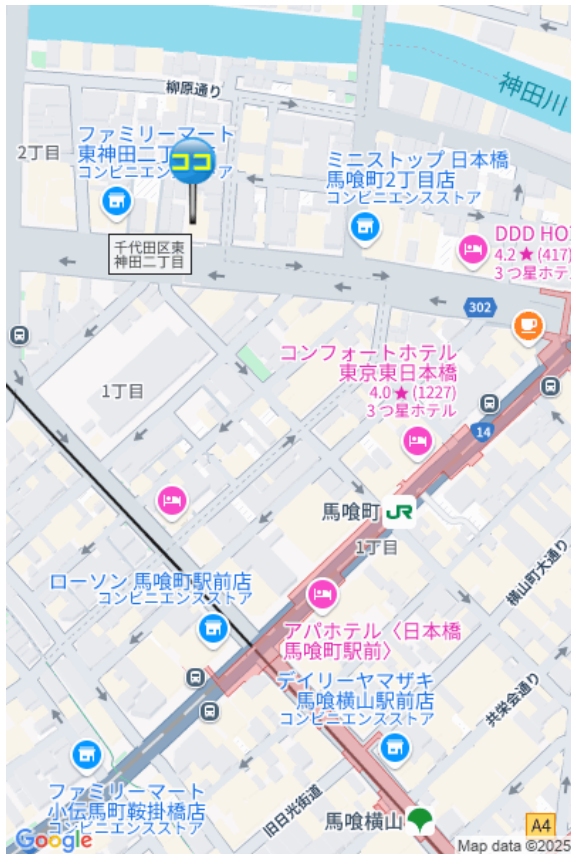 神田川
柳原通り
ファミリーマート
東神田二丁
コンビニエンスストア
2丁目
ココ
ミニストップ 日本橋
馬喰町2丁目店
コンビニエンスストア
千代田区東
神田二丁目
DDD HO
4.2★(417)
3つ星ホテ
302
コンフォートホテル
東京東日本橋
4.0★(1227)
3つ星ホテル
1丁目
14
馬喰町 JR
1丁目
横山町大通り
ローソン 馬喰町駅前店
コンビニエンスストア
アパホテル〈日本橋
馬喰町駅前〉
デイリーヤマザキ
馬喰横山駅前店
コンビニエンスストア
共栄会通り
ファミリーマート
小伝馬町鞍掛橋店
コンビニエンスストア
旧日光街道
馬喰横山
A4
Google
Map data ©2025